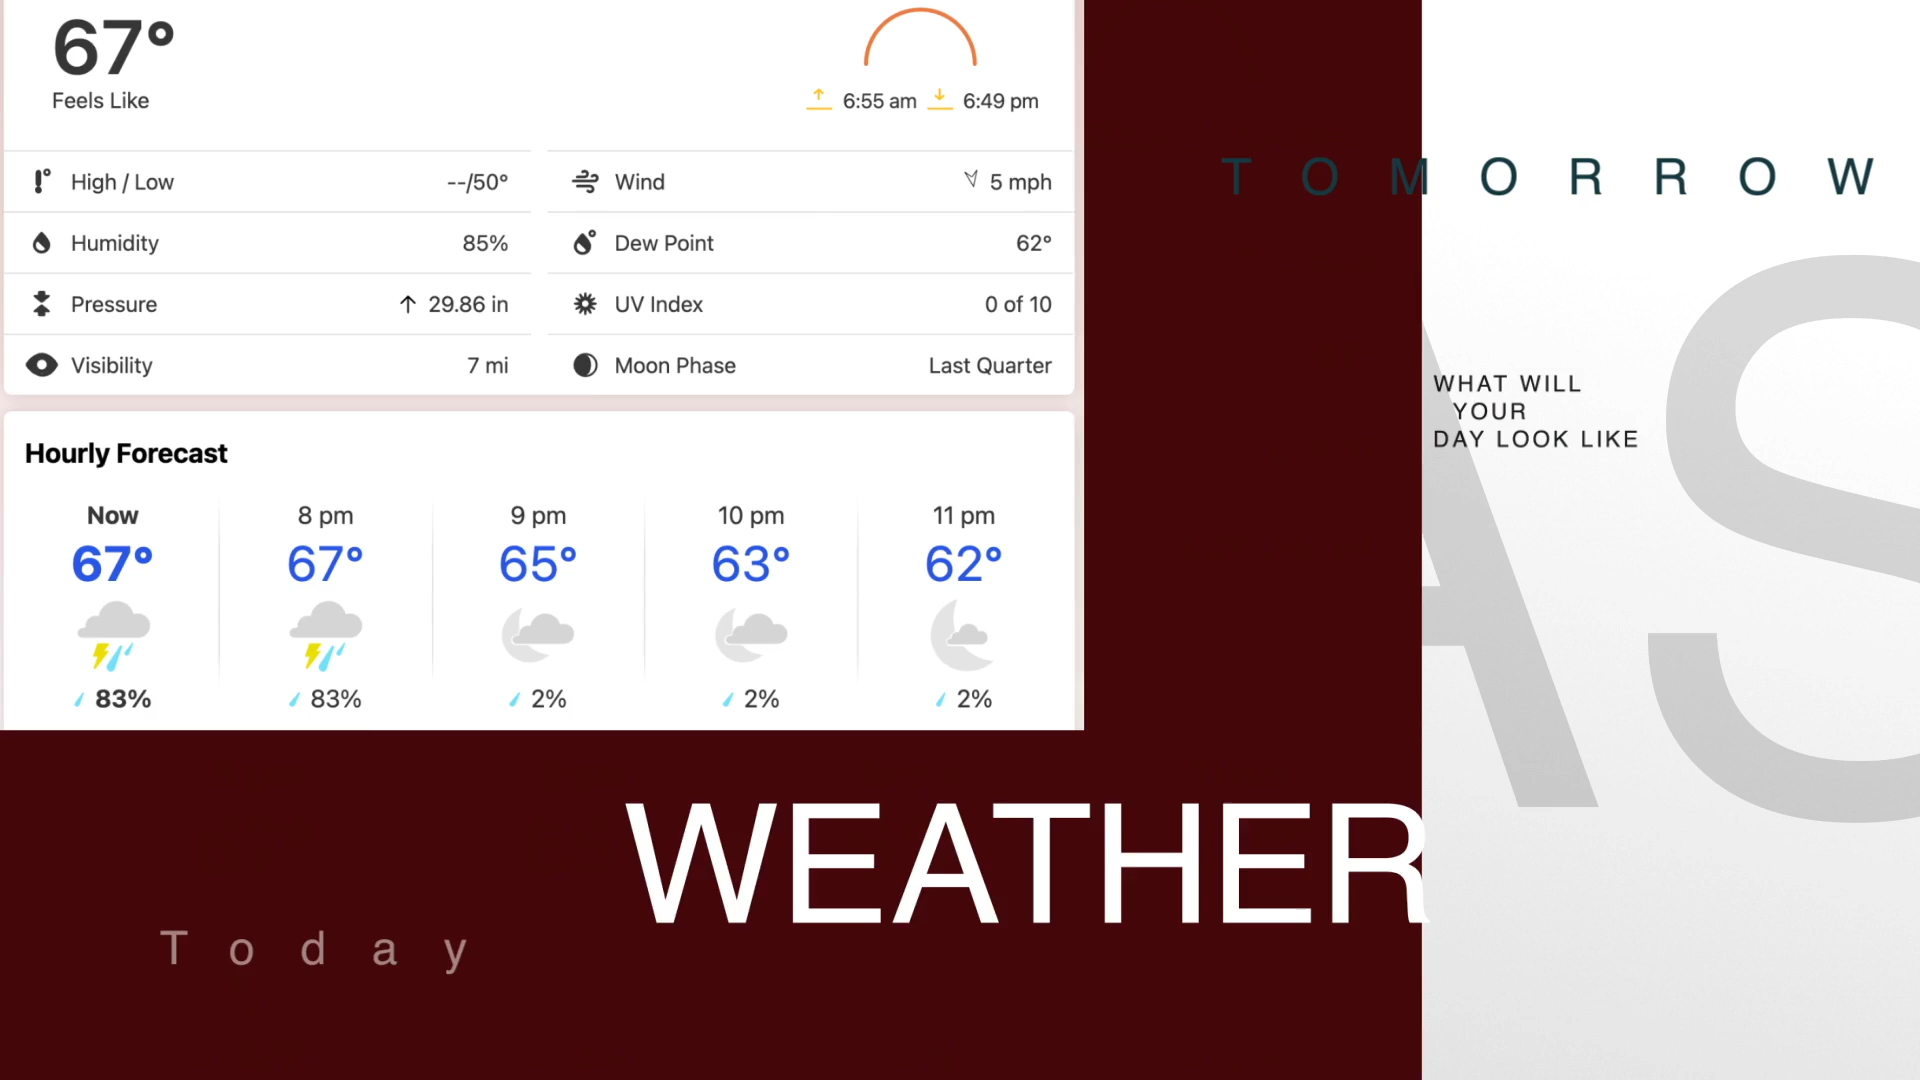 67°
Feels Like
6:55 am 6:49 pm
High / Low --/50°
Wind 5 mph
Humidity 85%
Dew Point 62°
Pressure 29.86 in
UV Index 0 of 10
Visibility 7 mi
Moon Phase Last Quarter
Hourly Forecast
Now 8 pm 9 pm 10 pm 11 pm
67° 67° 65° 63° 62°
83% 83% 2% 2% 2%
TOMORROW
AS
WHAT WILL
YOUR
DAY LOOK LIKE
WEATHER
Today